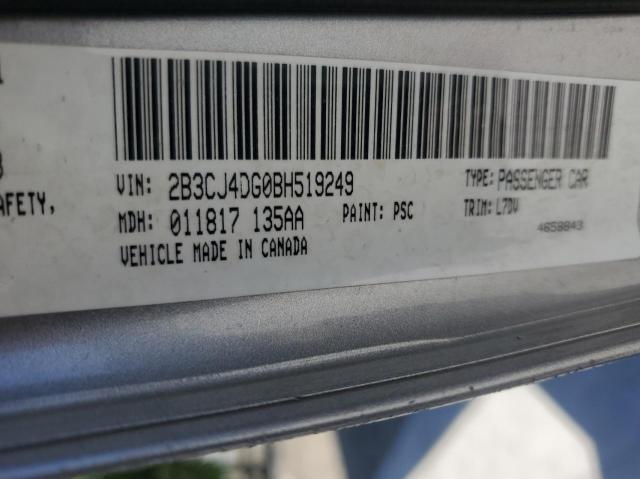 VIN: 2B3CJ4DG0BH519249 TYPE: PASSENGER CAR
AFETY,
MDH: 011817 135AA PAINT: PSC TRIM: L7DV
4658843
VEHICLE MADE IN CANADA